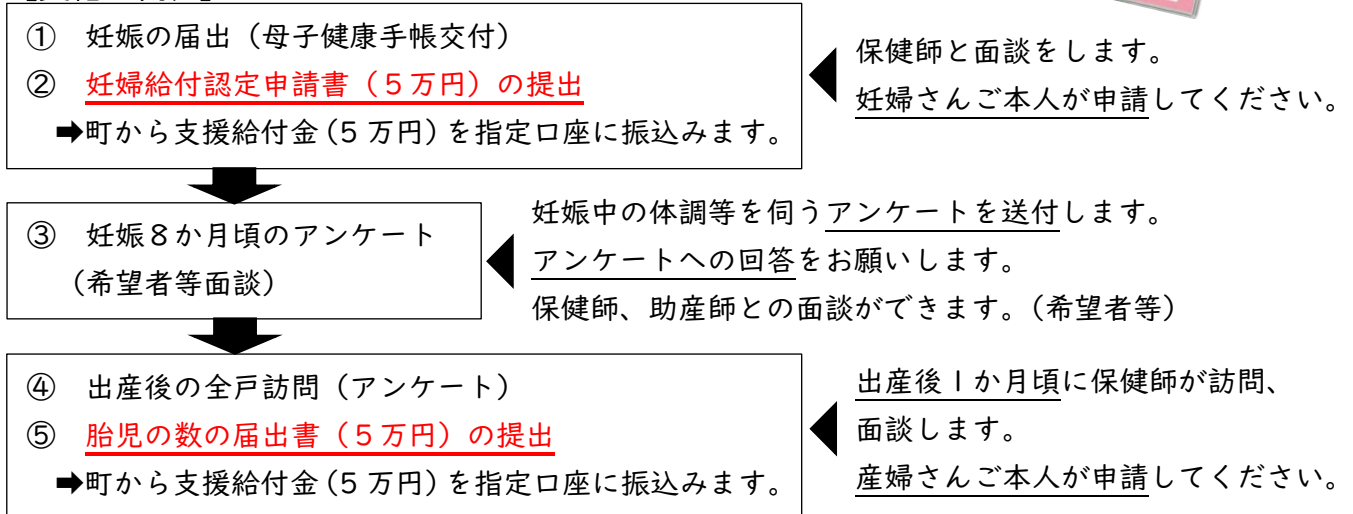 ① 妊娠の届出（母子健康手帳交付）
② 妊婦給付認定申請書（５万円）の提出
➡町から支援給付金（５万円）を指定口座に振込みます。
保健師と面談をします。
妊婦さんご本人が申請してください。
③ 妊娠８か月頃のアンケート
（希望者等面談）
妊娠中の体調等を伺うアンケートを送付します。
アンケートへの回答をお願いします。
保健師、助産師との面談ができます。（希望者等）
④ 出産後の全戸訪問（アンケート）
⑤ 胎児の数の届出書（５万円）の提出
➡町から支援給付金（５万円）を指定口座に振込みます。
出産後１か月頃に保健師が訪問、
面談します。
産婦さんご本人が申請してください。